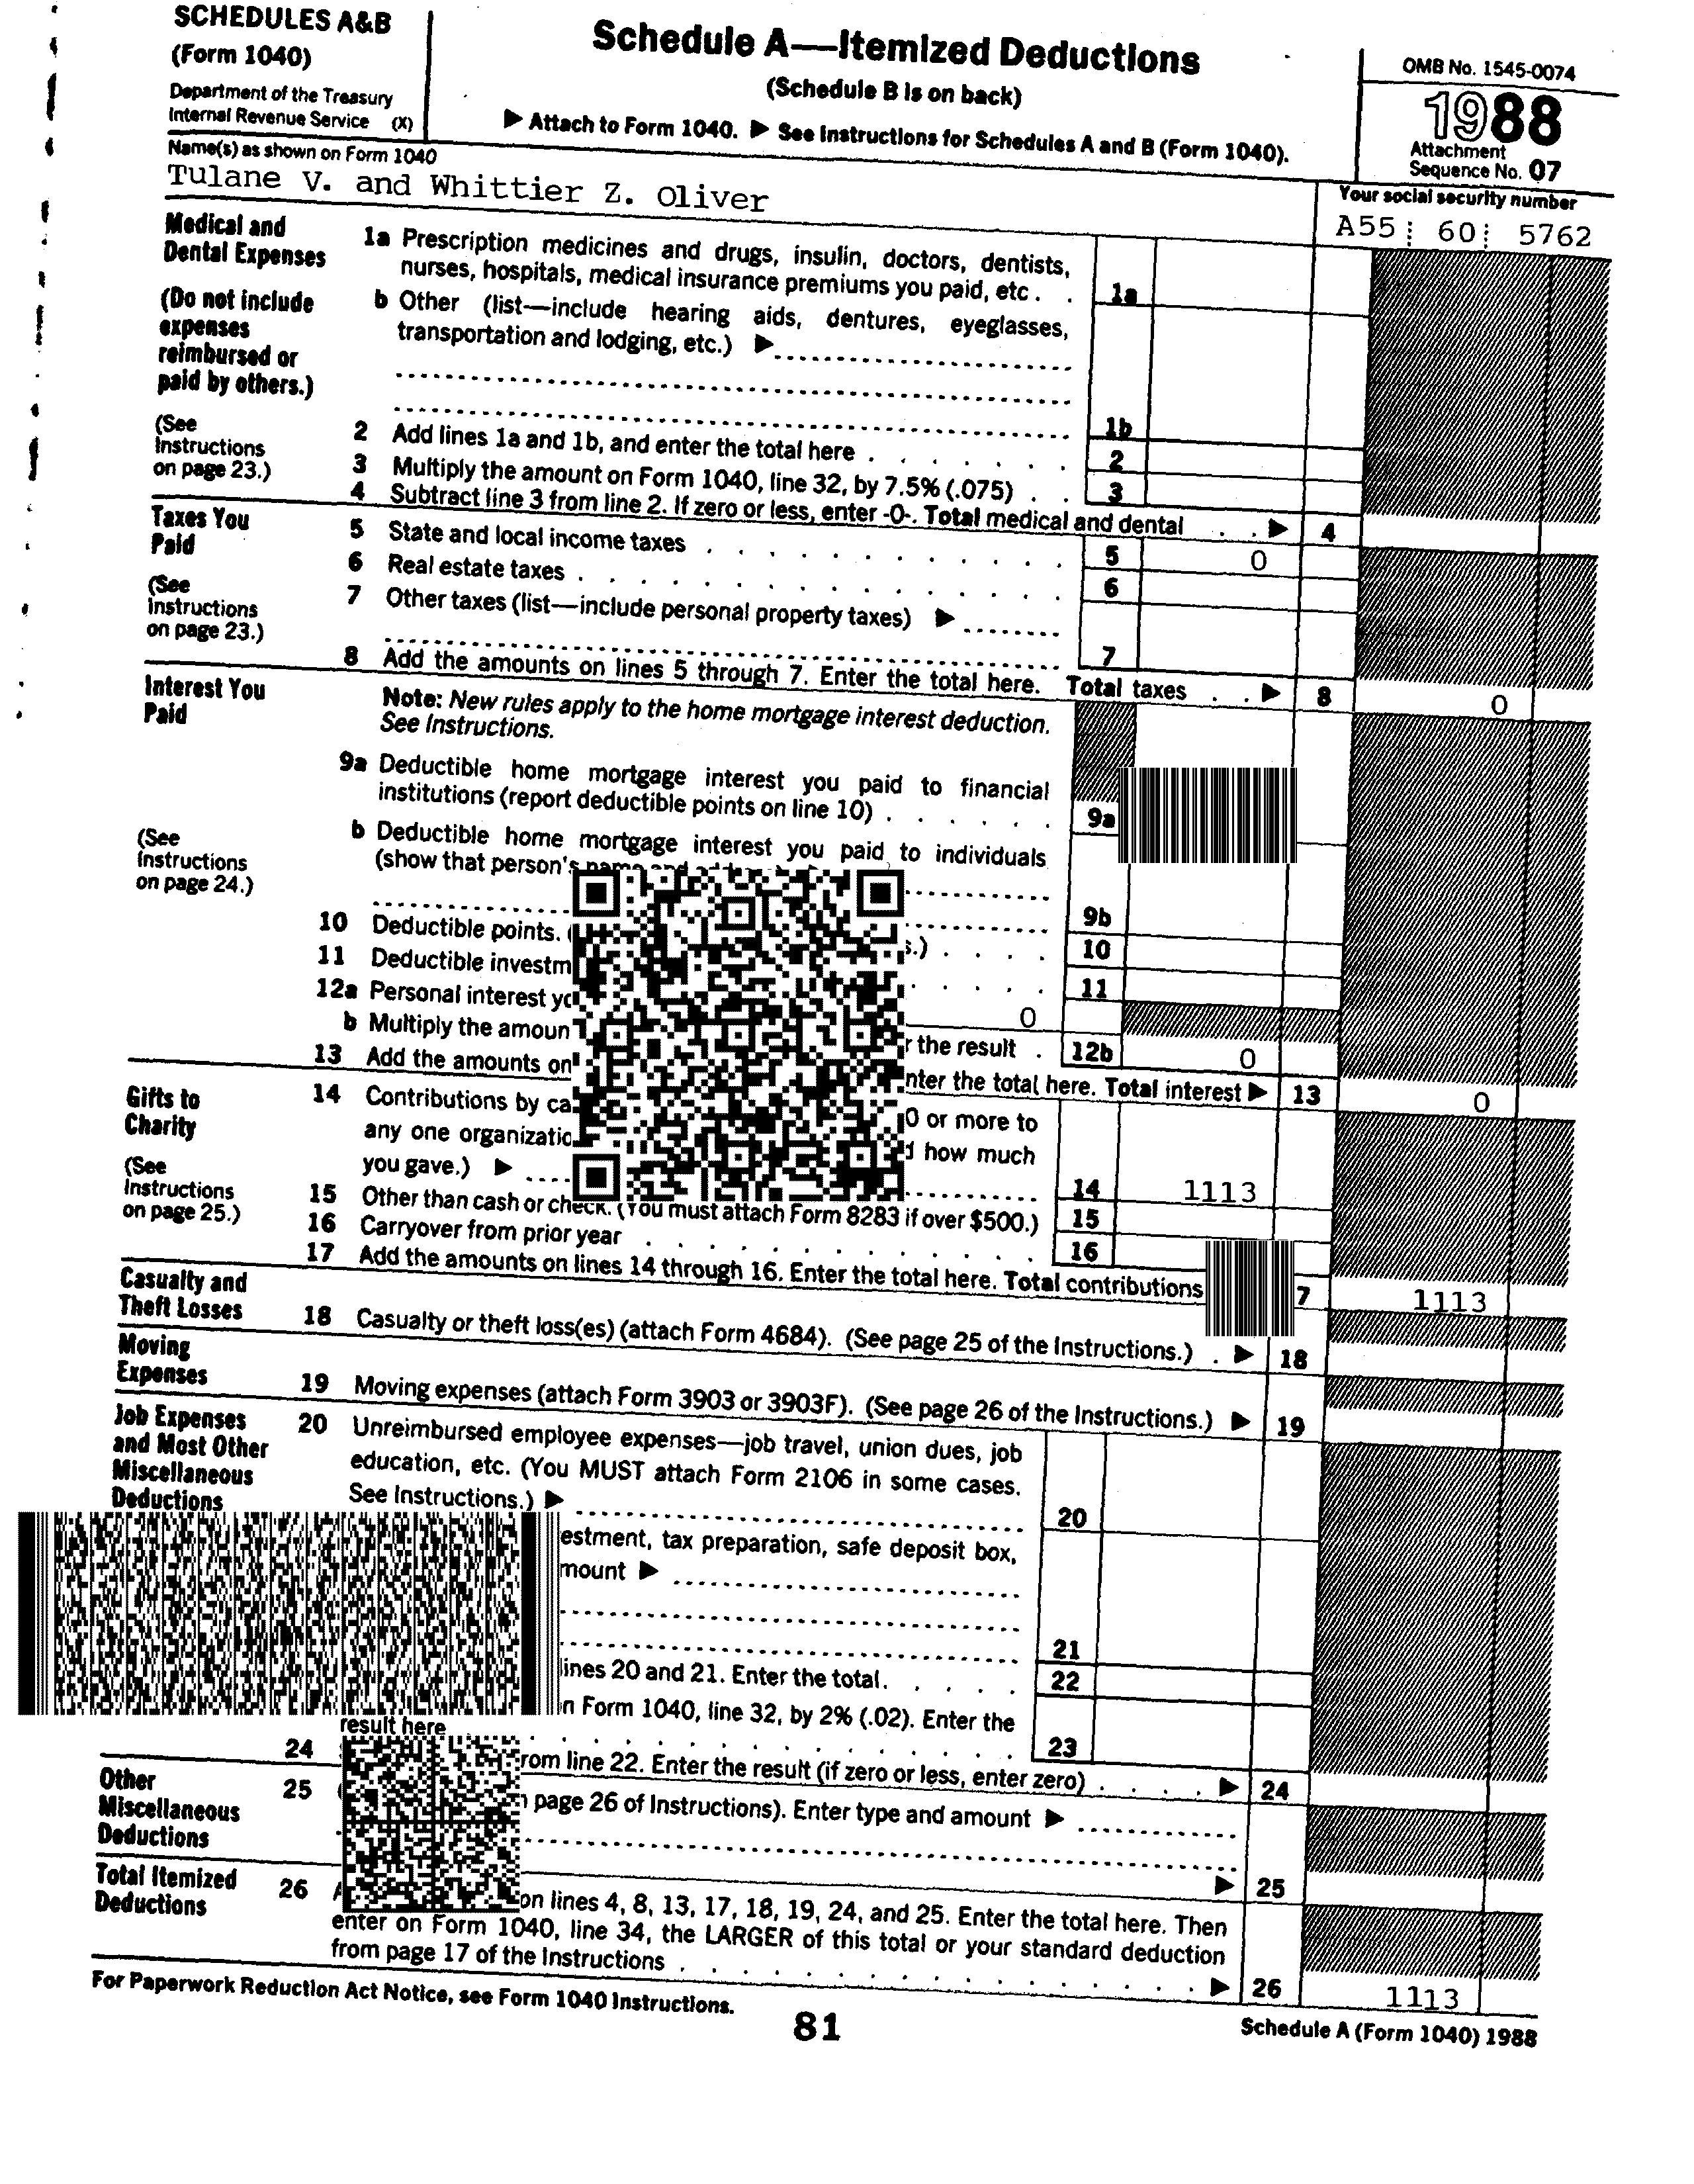 SCHEDULES A&B
(Form 1040)
Department of the Treasury
Internal Revenue Service (X)
Schedule A—Itemized Deductions
(Schedule B is on back)
▶ Attach to Form 1040. ▶ See Instructions for Schedules A and B (Form 1040).
OMB No. 1545-0074
1988
Attachment
Sequence No. 07
Name(s) as shown on Form 1040
Tulane V. and Whittier Z. Oliver
Your social security number
A55 60 5762
Medical and
Dental Expenses
(Do not include
expenses
reimbursed or
paid by others.)
(See
Instructions
on page 23.)
1a Prescription medicines and drugs, insulin, doctors, dentists,
nurses, hospitals, medical insurance premiums you paid, etc . . 1a
b Other (list—include hearing aids, dentures, eyeglasses,
transportation and lodging, etc.) ▶
1b
2 Add lines 1a and 1b, and enter the total here . . . . . . . 2
3 Multiply the amount on Form 1040, line 32, by 7.5% (.075) . . 3
4 Subtract line 3 from line 2. If zero or less, enter -0-. Total medical and dental . . ▶ 4
Taxes You
Paid
(See
Instructions
on page 23.)
5 State and local income taxes . . . . . . . . . . . 5 0
6 Real estate taxes . . . . . . . . . . . . . . 6
7 Other taxes (list—include personal property taxes) ▶
7
8 Add the amounts on lines 5 through 7. Enter the total here. Total taxes . . ▶ 8 0
Interest You
Paid
(See
Instructions
on page 24.)
Note: New rules apply to the home mortgage interest deduction.
See Instructions.
9a Deductible home mortgage interest you paid to financial
institutions (report deductible points on line 10) . . . . . . 9a
b Deductible home mortgage interest you paid to individuals
(show that person's name and
9b
10 Deductible points. ( s.) . . . . 10
11 Deductible . . . . . 11
12a Personal interest 0
b Multiply the the result . 12b 0
13 Add the amounts on the total here. Total interest ▶ 13 0
Gifts to
Charity
(See
Instructions
on page 25.)
14 Contributions by 0 or more to
any one how much
you gave.) ▶
14 1113
15 Other than cash or check. (You must attach Form 8283 if over $500.) 15
16 Carryover from prior year . . . . . . . . . . . . . 16
17 Add the amounts on lines 14 through 16. Enter the total here. Total contributions 7 1113
Casualty and
Theft Losses
18 Casualty or theft loss(es) (attach Form 4684). (See page 25 of the Instructions.) . ▶ 18
Moving
Expenses
19 Moving expenses (attach Form 3903 or 3903F). (See page 26 of the Instructions.) ▶ 19
Job Expenses
and Most Other
Miscellaneous
Deductions
20 Unreimbursed employee expenses—job travel, union dues, job
education, etc. (You MUST attach Form 2106 in some cases.
See Instructions.) ▶
20
estment, tax preparation, safe deposit box,
mount ▶
21
lines 20 and 21. Enter the total. . . . . . 22
n Form 1040, line 32, by 2% (.02). Enter the
result here . . . . . . . . . . . . . . 23
24 rom line 22. Enter the result (if zero or less, enter zero) . . . . ▶ 24
Other
Miscellaneous
Deductions
25 page 26 of Instructions). Enter type and amount ▶
▶ 25
Total Itemized
Deductions
26 on lines 4, 8, 13, 17, 18, 19, 24, and 25. Enter the total here. Then
enter on Form 1040, line 34, the LARGER of this total or your standard deduction
from page 17 of the Instructions . . . . . . . . . . . . . . . . ▶ 26 1113
For Paperwork Reduction Act Notice, see Form 1040 Instructions.
81
Schedule A (Form 1040) 1988